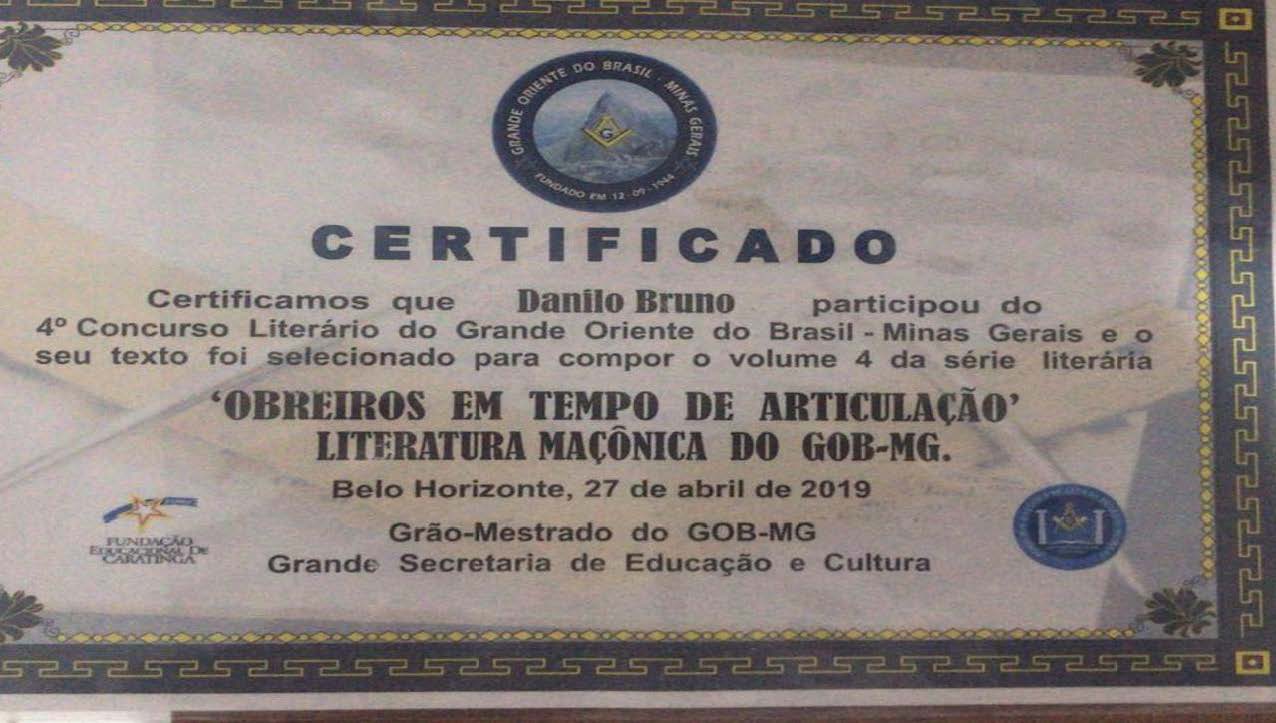 GRANDE ORIENTE DO BRASIL - MINAS GERAIS
G
FUNDADO EM 12-09-1944
CERTIFICADO
Certificamos que Danilo Bruno participou do
4º Concurso Literário do Grande Oriente do Brasil - Minas Gerais e o
seu texto foi selecionado para compor o volume 4 da série literária
‘OBREIROS EM TEMPO DE ARTICULAÇÃO’
LITERATURA MAÇÔNICA DO GOB-MG.
Belo Horizonte, 27 de abril de 2019
Grão-Mestrado do GOB-MG
Grande Secretaria de Educação e Cultura
FUNDAÇÃO
EDUCACIONAL DE
CARATINGA